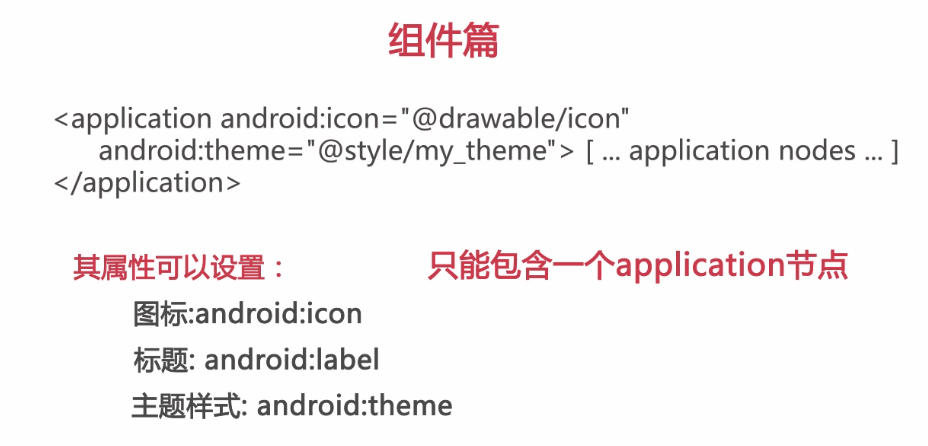 组件篇
<application android:icon="@drawable/icon"
android:theme="@style/my_theme"> [ ... application nodes ... ]
</application>
其属性可以设置： 只能包含一个application节点
图标:android:icon
标题: android:label
主题样式: android:theme